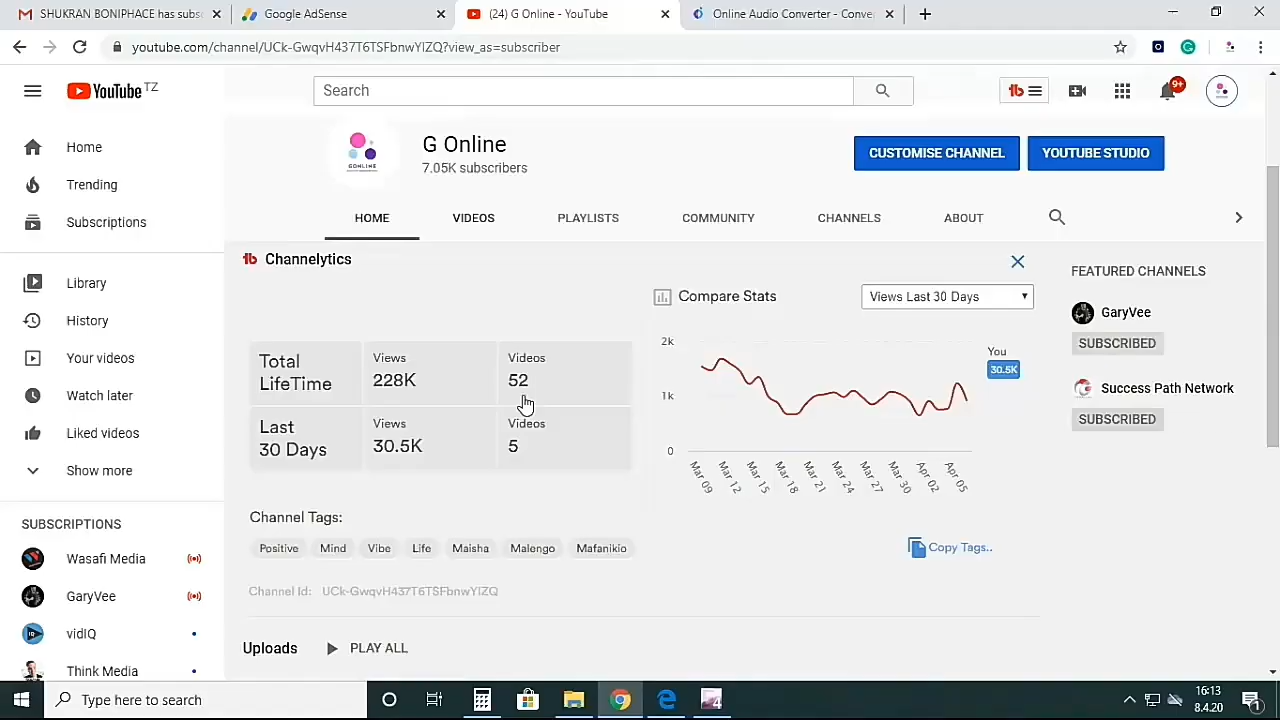 SHUKRAN BONIPHACE has subs
Google AdSense
(24) G Online - YouTube
Online Audio Converter - Conver
youtube.com/channel/UCk-GwqvH437T6TSFbnwYIZQ?view_as=subscriber
YouTube TZ
Search
9+
Home
Trending
Subscriptions
Library
History
Your videos
Watch later
Liked videos
Show more
SUBSCRIPTIONS
Wasafi Media
GaryVee
vidIQ
Think Media
GONLINE
G Online
7.05K subscribers
CUSTOMISE CHANNEL
YOUTUBE STUDIO
HOME VIDEOS PLAYLISTS COMMUNITY CHANNELS ABOUT
Channelytics
Compare Stats
Views Last 30 Days
Total LifeTime
Views
228K
Videos
52
Last 30 Days
Views
30.5K
Videos
5
2k
1k
0
Mar 09 Mar 12 Mar 15 Mar 18 Mar 21 Mar 24 Mar 27 Mar 30 Apr 02 Apr 05
You
30.5K
Channel Tags:
Positive Mind Vibe Life Maisha Malengo Mafanikio
Copy Tags..
Channel Id: UCk-GwqvH437T6TSFbnwYIZQ
Uploads PLAY ALL
FEATURED CHANNELS
GaryVee
SUBSCRIBED
Success Path Network
SUBSCRIBED
Type here to search
16:13
8.4.20